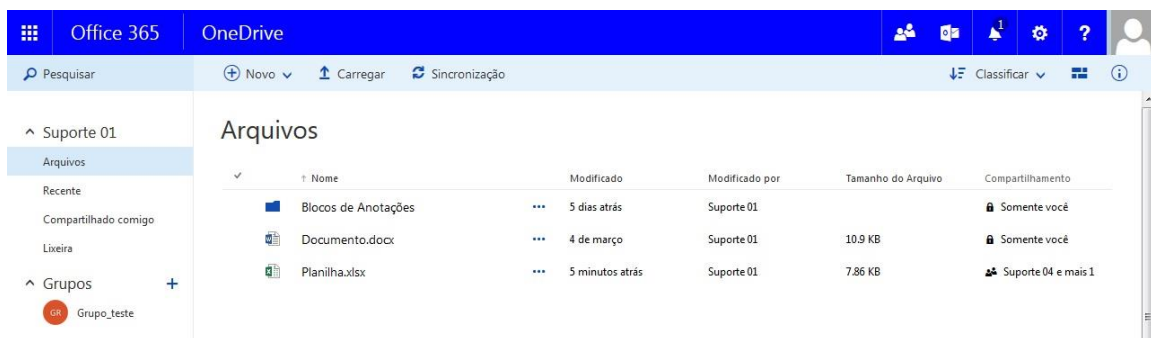 Office 365 OneDrive 1 ?
Pesquisar Novo Carregar Sincronização Classificar
Suporte 01
Arquivos
Recente
Compartilhado comigo
Lixeira
Grupos +
GR Grupo_teste
Arquivos
Nome Modificado Modificado por Tamanho do Arquivo Compartilhamento
Blocos de Anotações ... 5 dias atrás Suporte 01 Somente você
Documento.docx ... 4 de março Suporte 01 10.9 KB Somente você
Planilha.xlsx ... 5 minutos atrás Suporte 01 7.86 KB Suporte 04 e mais 1